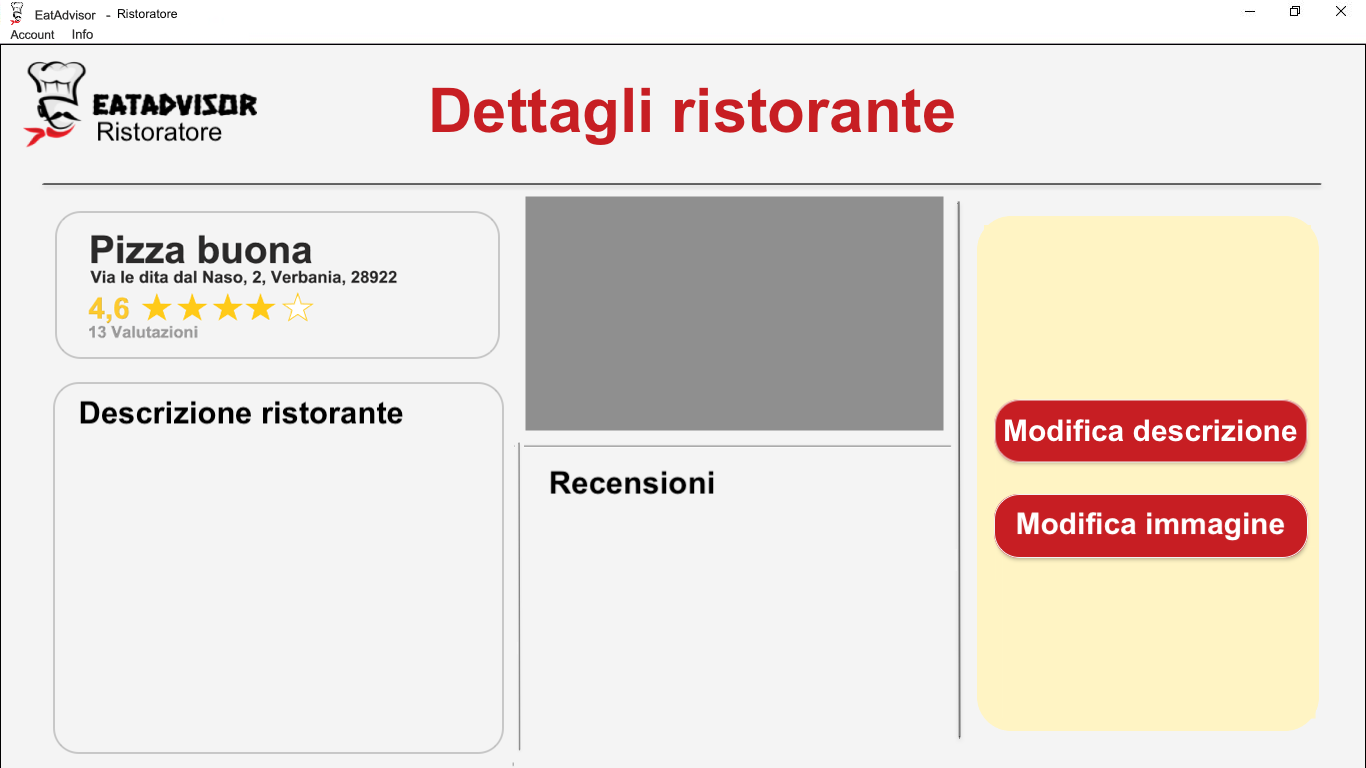 EatAdvisor - Ristoratore
Account Info
EATADVISOR
Ristoratore
Dettagli ristorante
Pizza buona
Via le dita dal Naso, 2, Verbania, 28922
4,6
13 Valutazioni
Descrizione ristorante
Recensioni
Modifica descrizione
Modifica immagine